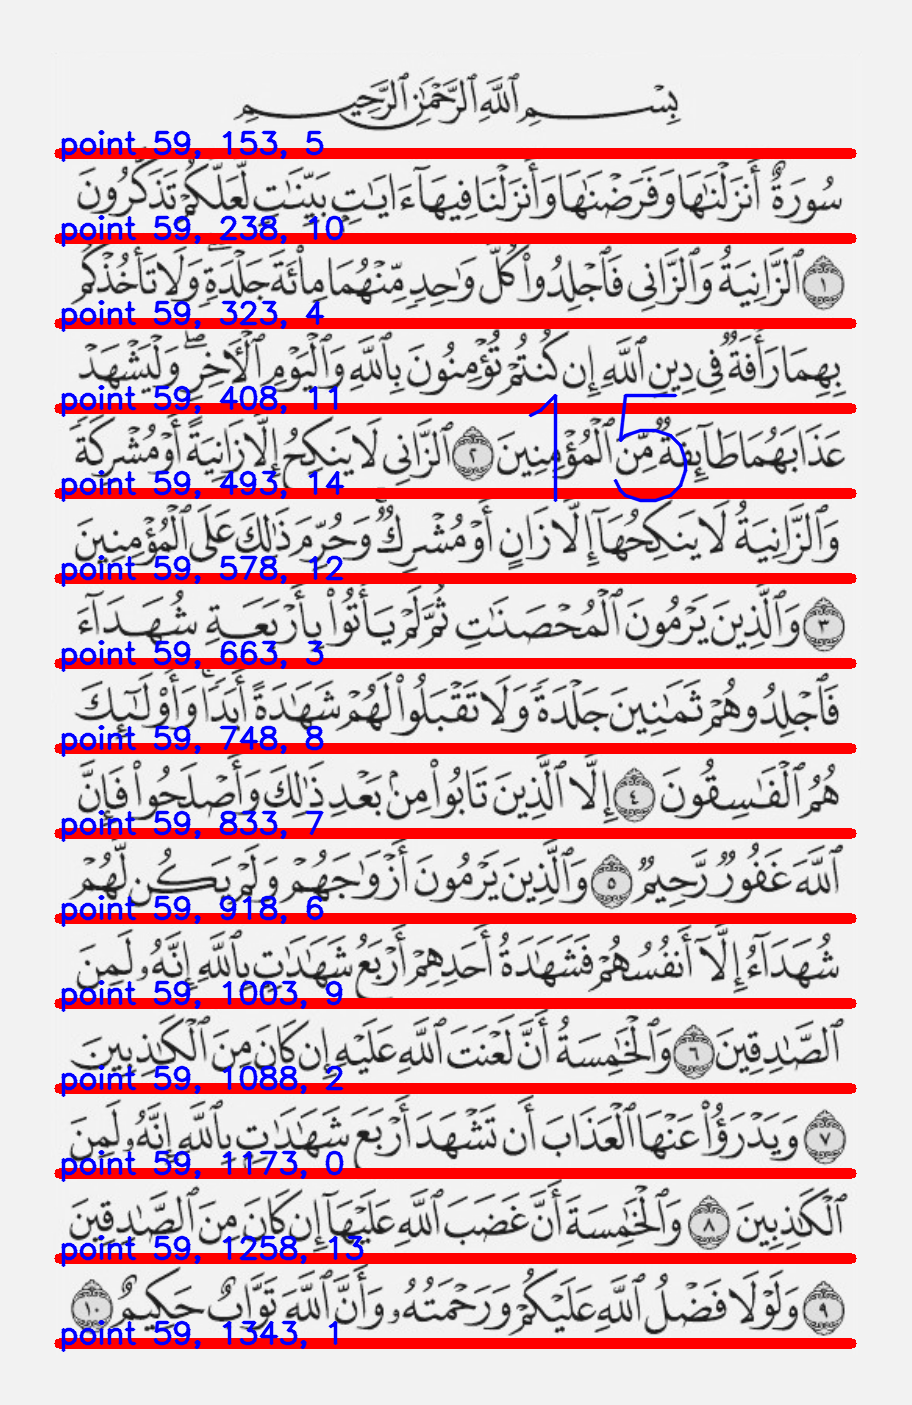 بِسْمِ ٱللَّهِ ٱلرَّحْمَٰنِ ٱلرَّحِيمِ
point 59, 153, 5
سُورَةٌ أَنزَلْنَٰهَا وَفَرَضْنَٰهَا وَأَنزَلْنَا فِيهَآ ءَايَٰتٍۭ بَيِّنَٰتٍ لَّعَلَّكُمْ تَذَكَّرُونَ
point 59, 238, 10
١ ٱلزَّانِيَةُ وَٱلزَّانِى فَٱجْلِدُوا۟ كُلَّ وَٰحِدٍ مِّنْهُمَا مِا۟ئَةَ جَلْدَةٍ ۖ وَلَا تَأْخُذْكُم
point 59, 323, 4
بِهِمَا رَأْفَةٌ فِى دِينِ ٱللَّهِ إِن كُنتُمْ تُؤْمِنُونَ بِٱللَّهِ وَٱلْيَوْمِ ٱلْءَاخِرِ ۖ وَلْيَشْهَدْ
point 59, 408, 11
عَذَابَهُمَا طَآئِفَةٌ مِّنَ ٱلْمُؤْمِنِينَ ٢ ٱلزَّانِى لَا يَنكِحُ إِلَّا زَانِيَةً أَوْ مُشْرِكَةً
15
point 59, 493, 14
وَٱلزَّانِيَةُ لَا يَنكِحُهَآ إِلَّا زَانٍ أَوْ مُشْرِكٌ ۚ وَحُرِّمَ ذَٰلِكَ عَلَى ٱلْمُؤْمِنِينَ
point 59, 578, 12
٣ وَٱلَّذِينَ يَرْمُونَ ٱلْمُحْصَنَٰتِ ثُمَّ لَمْ يَأْتُوا۟ بِأَرْبَعَةِ شُهَدَآءَ
point 59, 663, 3
فَٱجْلِدُوهُمْ ثَمَٰنِينَ جَلْدَةً وَلَا تَقْبَلُوا۟ لَهُمْ شَهَٰدَةً أَبَدًا ۚ وَأُو۟لَٰٓئِكَ
point 59, 748, 8
هُمُ ٱلْفَٰسِقُونَ ٤ إِلَّا ٱلَّذِينَ تَابُوا۟ مِنۢ بَعْدِ ذَٰلِكَ وَأَصْلَحُوا۟ فَإِنَّ
point 59, 833, 7
ٱللَّهَ غَفُورٌ رَّحِيمٌ ٥ وَٱلَّذِينَ يَرْمُونَ أَزْوَٰجَهُمْ وَلَمْ يَكُن لَّهُمْ
point 59, 918, 6
شُهَدَآءُ إِلَّآ أَنفُسُهُمْ فَشَهَٰدَةُ أَحَدِهِمْ أَرْبَعُ شَهَٰدَٰتٍۭ بِٱللَّهِ إِنَّهُۥ لَمِنَ
point 59, 1003, 9
ٱلصَّٰدِقِينَ ٦ وَٱلْخَٰمِسَةُ أَنَّ لَعْنَتَ ٱللَّهِ عَلَيْهِ إِن كَانَ مِنَ ٱلْكَٰذِبِينَ
point 59, 1088, 2
٧ وَيَدْرَؤُا۟ عَنْهَا ٱلْعَذَابَ أَن تَشْهَدَ أَرْبَعَ شَهَٰدَٰتٍۭ بِٱللَّهِ إِنَّهُۥ لَمِنَ
point 59, 1173, 0
ٱلْكَٰذِبِينَ ٨ وَٱلْخَٰمِسَةَ أَنَّ غَضَبَ ٱللَّهِ عَلَيْهَآ إِن كَانَ مِنَ ٱلصَّٰدِقِينَ
point 59, 1258, 13
٩ وَلَوْلَا فَضْلُ ٱللَّهِ عَلَيْكُمْ وَرَحْمَتُهُۥ وَأَنَّ ٱللَّهَ تَوَّابٌ حَكِيمٌ ١٠
point 59, 1343, 1